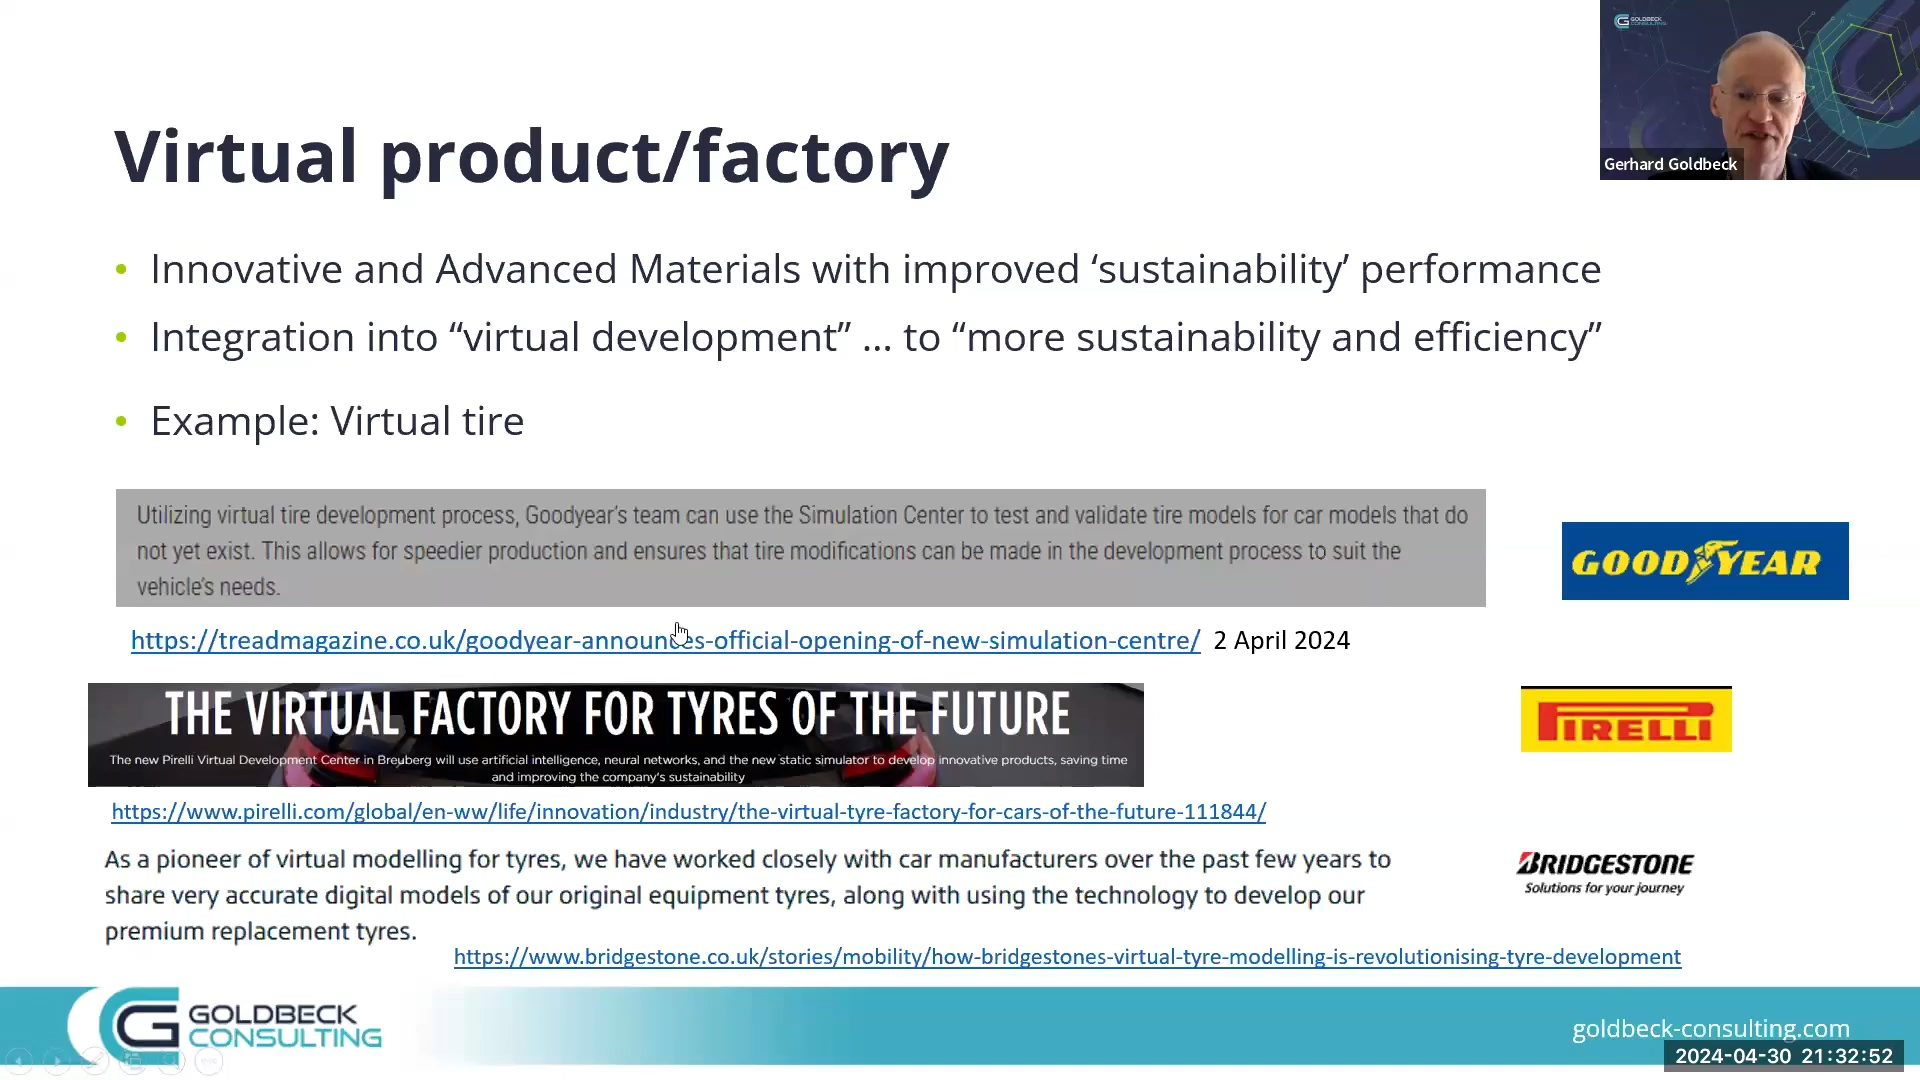 GOLDBECK
CONSULTING
Gerhard Goldbeck
Virtual product/factory
• Innovative and Advanced Materials with improved ‘sustainability’ performance
• Integration into “virtual development” … to “more sustainability and efficiency”
• Example: Virtual tire
Utilizing virtual tire development process, Goodyear's team can use the Simulation Center to test and validate tire models for car models that do
not yet exist. This allows for speedier production and ensures that tire modifications can be made in the development process to suit the
vehicle's needs.
GOODYEAR
https://treadmagazine.co.uk/goodyear-announces-official-opening-of-new-simulation-centre/ 2 April 2024
THE VIRTUAL FACTORY FOR TYRES OF THE FUTURE
The new Pirelli Virtual Development Center in Breuberg will use artificial intelligence, neural networks, and the new static simulator to develop innovative products, saving time
and improving the company's sustainability
PIRELLI
https://www.pirelli.com/global/en-ww/life/innovation/industry/the-virtual-tyre-factory-for-cars-of-the-future-111844/
As a pioneer of virtual modelling for tyres, we have worked closely with car manufacturers over the past few years to
share very accurate digital models of our original equipment tyres, along with using the technology to develop our
premium replacement tyres.
BRIDGESTONE
Solutions for your journey
https://www.bridgestone.co.uk/stories/mobility/how-bridgestones-virtual-tyre-modelling-is-revolutionising-tyre-development
GOLDBECK
CONSULTING
goldbeck-consulting.com
2024-04-30 21:32:52